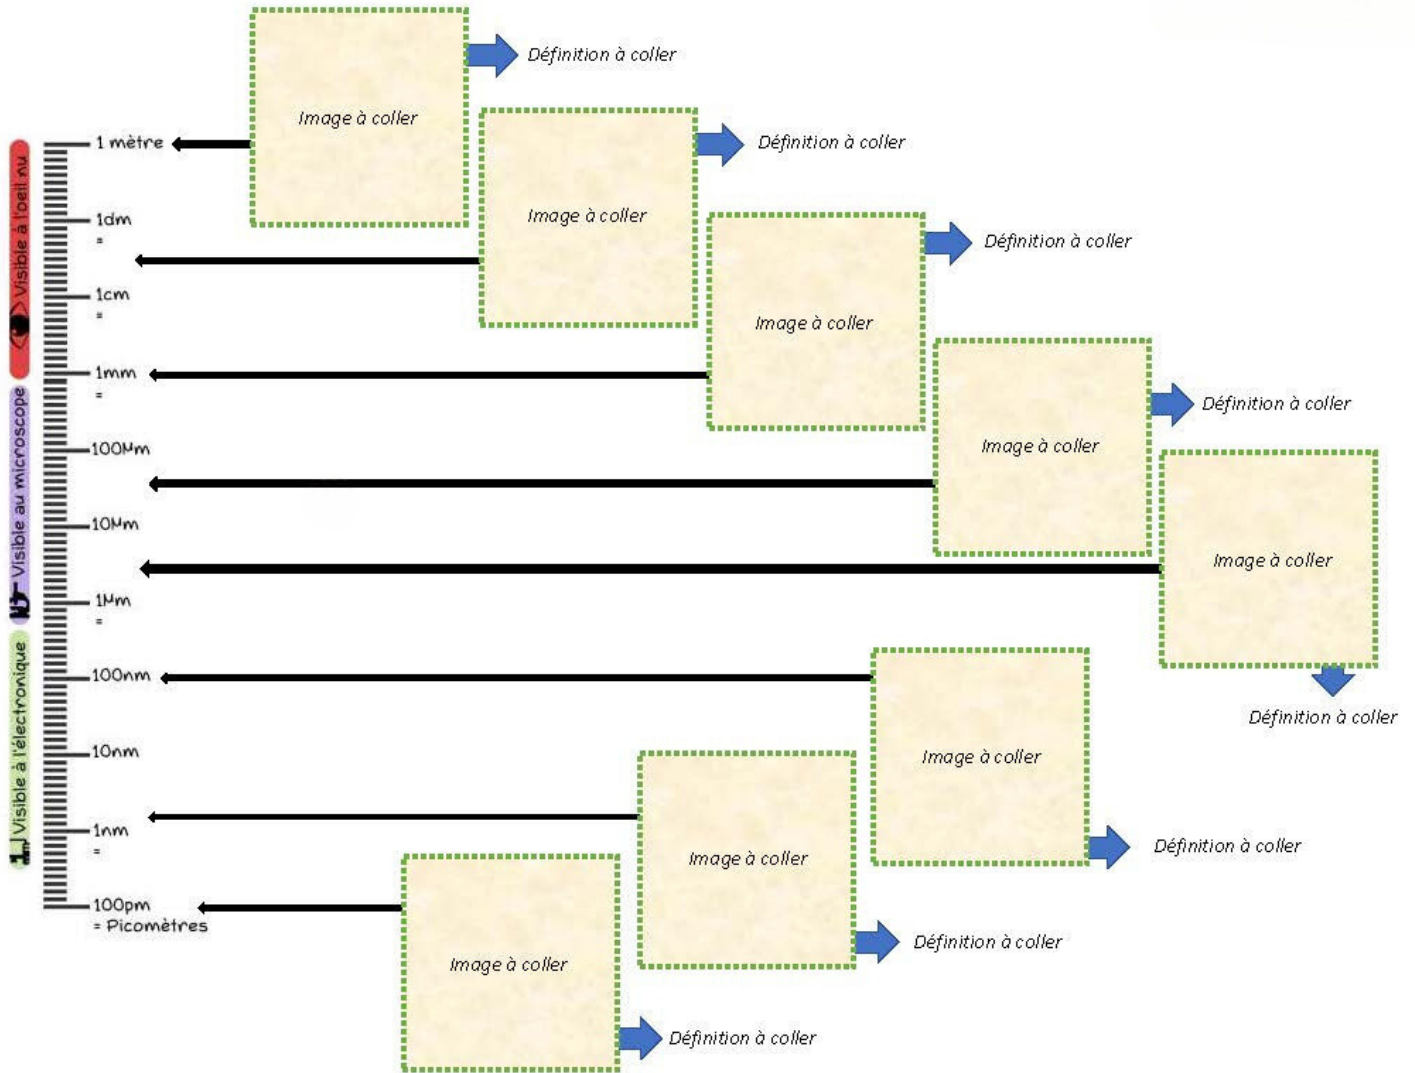 Visible à l'oeil nu
Visible au microscope
Visible à l'électronique
1 mètre
1dm
=
1cm
=
1mm
=
100µm
10µm
1µm
=
100nm
10nm
1nm
=
100pm
= Picomètres
Image à coller
Définition à coller
Image à coller
Définition à coller
Image à coller
Définition à coller
Image à coller
Définition à coller
Image à coller
Définition à coller
Image à coller
Définition à coller
Image à coller
Définition à coller
Image à coller
Définition à coller